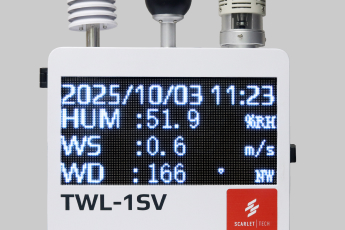 2025/10/03 11:23
HUM :51.9 %RH
WS :0.6 m/s
WD :166 ° NW
TWL-1SV
SCARLET | TECH